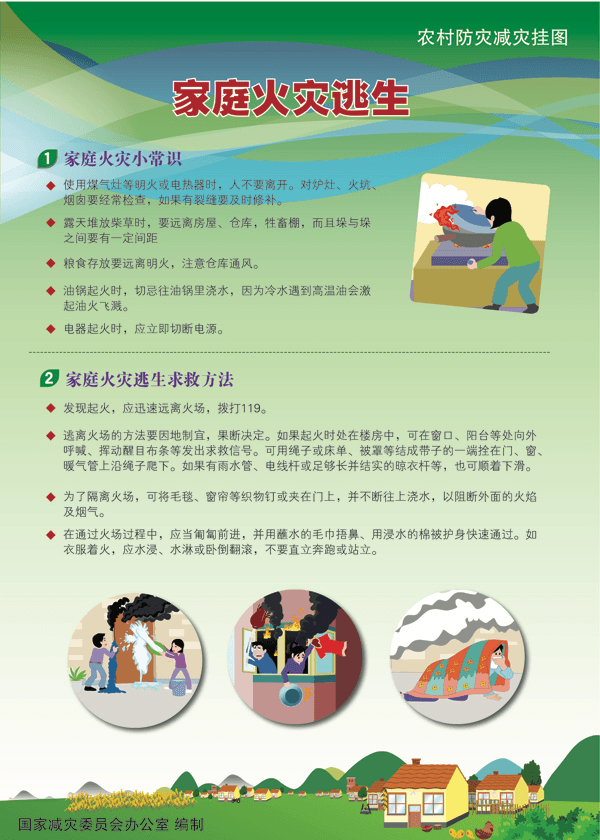 农村防灾减灾挂图
家庭火灾逃生
1 家庭火灾小常识
◆ 使用煤气灶等明火或电热器时，人不要离开。对炉灶、火炕、
烟囱要经常检查，如果有裂缝要及时修补。
◆ 露天堆放柴草时，要远离房屋、仓库，牲畜棚，而且垛与垛
之间要有一定间距
◆ 粮食存放要远离明火，注意仓库通风。
◆ 油锅起火时，切忌往油锅里浇水，因为冷水遇到高温油会激
起油火飞溅。
◆ 电器起火时，应立即切断电源。
2 家庭火灾逃生求救方法
◆ 发现起火，应迅速远离火场，拨打119。
◆ 逃离火场的方法要因地制宜，果断决定。如果起火时处在楼房中，可在窗口、阳台等处向外
呼喊、挥动醒目布条等发出求救信号。可用绳子或床单、被罩等结成带子的一端拴在门、窗、
暖气管上沿绳子爬下。如果有雨水管、电线杆或足够长并结实的晾衣杆等，也可顺着下滑。
◆ 为了隔离火场，可将毛毯、窗帘等织物钉或夹在门上，并不断往上浇水，以阻断外面的火焰
及烟气。
◆ 在通过火场过程中，应当匍匐前进，并用蘸水的毛巾捂鼻、用浸水的棉被护身快速通过。如
衣服着火，应水浸、水淋或卧倒翻滚，不要直立奔跑或站立。
国家减灾委员会办公室 编制